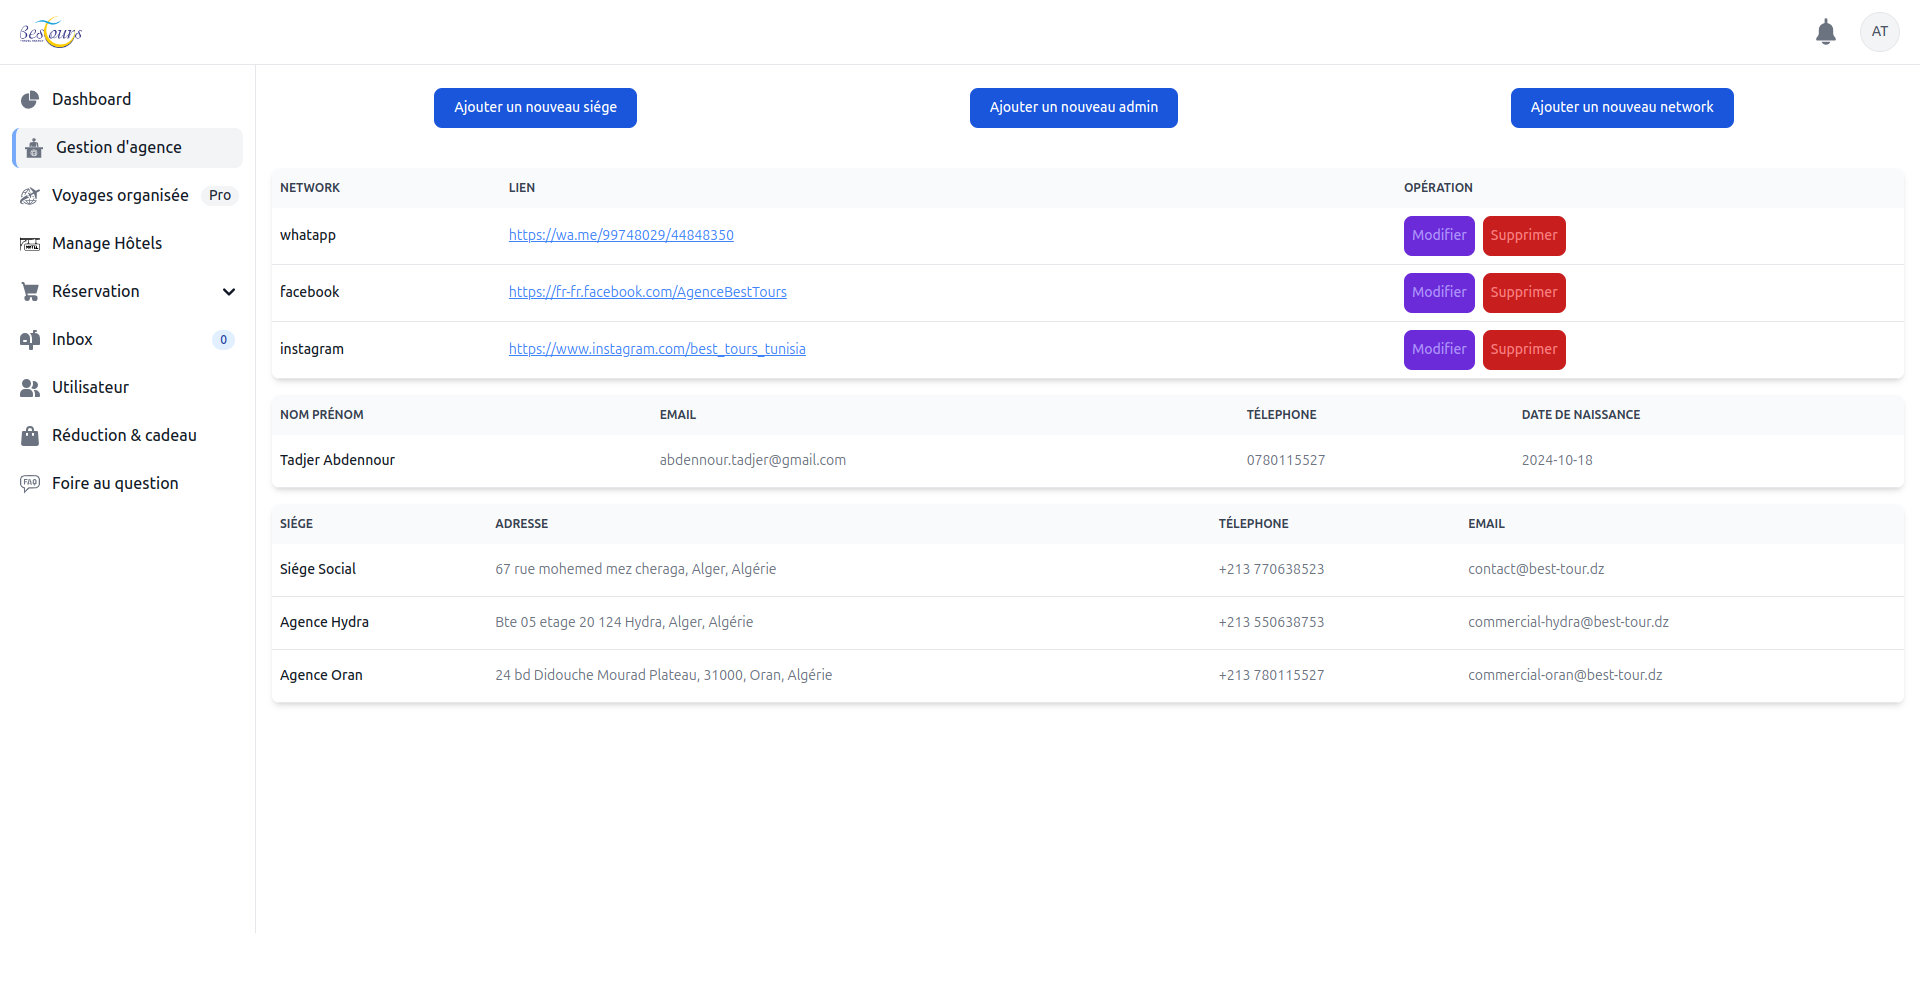 BesTours
AT
Dashboard
Gestion d'agence
Voyages organisée Pro
Manage Hôtels
Réservation
Inbox 0
Utilisateur
Réduction & cadeau
FAQ Foire au question
Ajouter un nouveau siége Ajouter un nouveau admin Ajouter un nouveau network
NETWORK LIEN OPÉRATION
whatapp https://wa.me/99748029/44848350 Modifier Supprimer
facebook https://fr-fr.facebook.com/AgenceBestTours Modifier Supprimer
instagram https://www.instagram.com/best_tours_tunisia Modifier Supprimer
NOM PRÉNOM EMAIL TÉLEPHONE DATE DE NAISSANCE
Tadjer Abdennour abdennour.tadjer@gmail.com 0780115527 2024-10-18
SIÉGE ADRESSE TÉLEPHONE EMAIL
Siége Social 67 rue mohemed mez cheraga, Alger, Algérie +213 770638523 contact@best-tour.dz
Agence Hydra Bte 05 etage 20 124 Hydra, Alger, Algérie +213 550638753 commercial-hydra@best-tour.dz
Agence Oran 24 bd Didouche Mourad Plateau, 31000, Oran, Algérie +213 780115527 commercial-oran@best-tour.dz